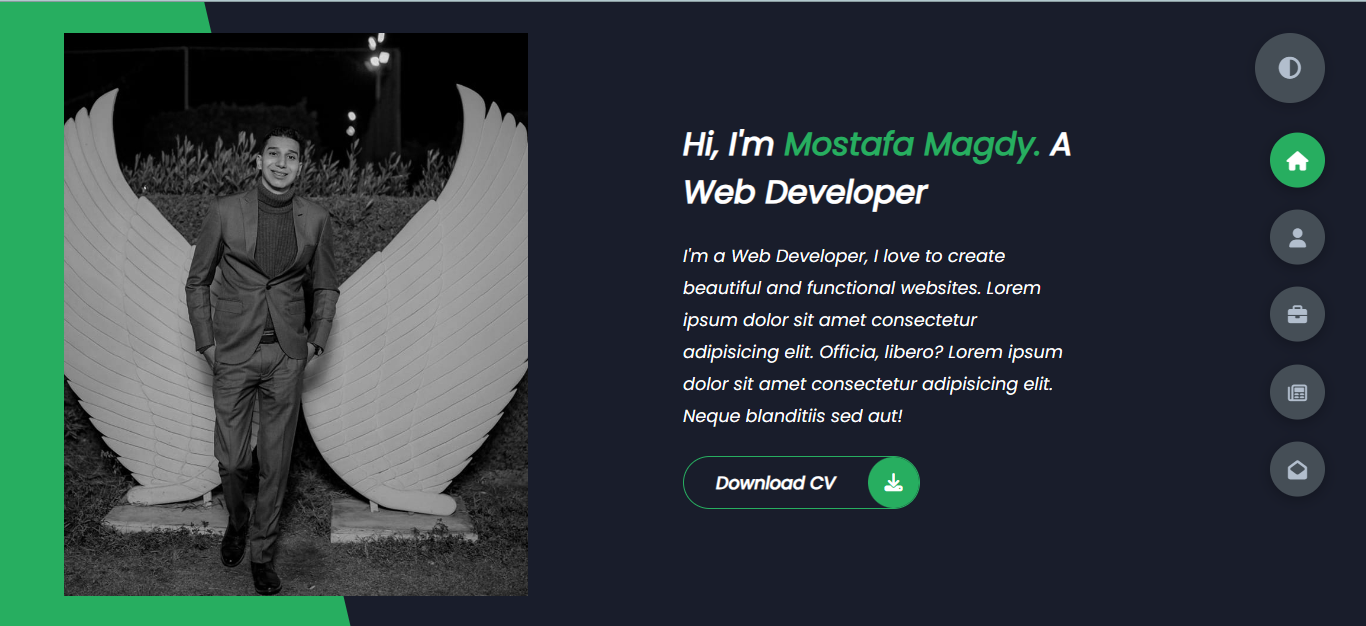 Hi, I'm Mostafa Magdy. A
Web Developer
I'm a Web Developer, I love to create
beautiful and functional websites. Lorem
ipsum dolor sit amet consectetur
adipisicing elit. Officia, libero? Lorem ipsum
dolor sit amet consectetur adipisicing elit.
Neque blanditiis sed aut!
Download CV